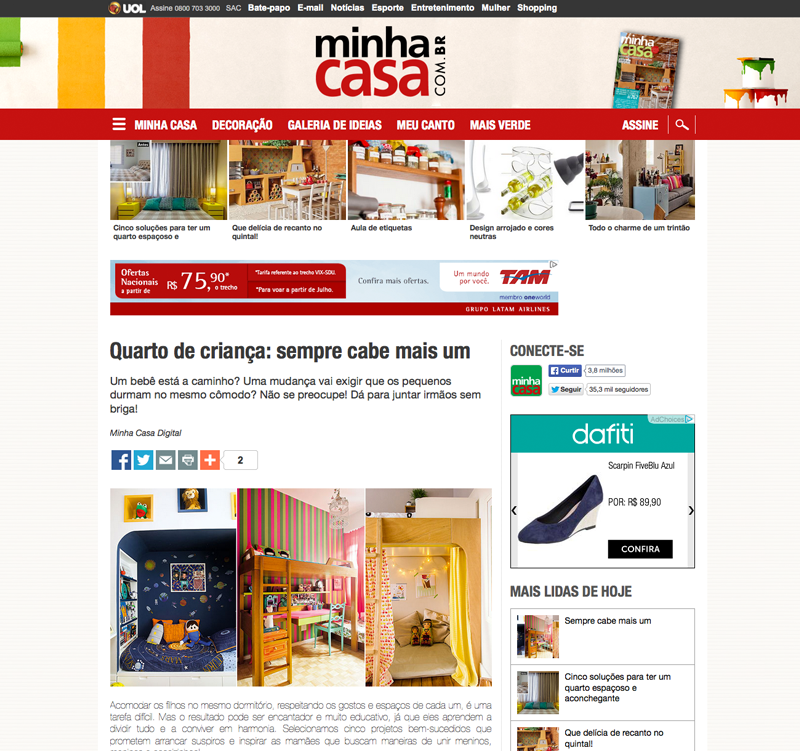 UOL Assine 0800 703 3000 SAC Bate-papo E-mail Notícias Esporte Entretenimento Mulher Shopping
minha
casa
COM.BR
minha
casa
MINHA CASA DECORAÇÃO GALERIA DE IDEIAS MEU CANTO MAIS VERDE ASSINE
Antes
Cinco soluções para ter um
quarto espaçoso e
Que delícia de recanto no
quintal!
Aula de etiquetas
Design arrojado e cores
neutras
Todo o charme de um trintão
Ofertas
Nacionais
a partir de
R$ 75,90*
o trecho
*Tarifa referente ao trecho VIX-SDU.
*Para voar a partir de Julho.
Confira mais ofertas.
Um mundo
por você.
TAM
membro oneworld
GRUPO LATAM AIRLINES
Quarto de criança: sempre cabe mais um
Um bebê está a caminho? Uma mudança vai exigir que os pequenos
durmam no mesmo cômodo? Não se preocupe! Dá para juntar irmãos sem
briga!
Minha Casa Digital
2
Acomodar os filhos no mesmo dormitório, respeitando os gostos e espaços de cada um, é uma
tarefa difícil. Mas o resultado pode ser encantador e muito educativo, já que eles aprendem a
dividir tudo e a conviver em harmonia. Selecionamos cinco projetos bem-sucedidos que
prometem arrancar suspiros e inspirar as mamães que buscam maneiras de unir meninos,
CONECTE-SE
minha
casa
Curtir 3,8 milhões
Seguir 35,3 mil seguidores
AdChoices
dafiti
Scarpin FiveBlu Azul
POR: R$ 89,90
CONFIRA
MAIS LIDAS DE HOJE
Sempre cabe mais um
Cinco soluções para ter um
quarto espaçoso e
aconchegante
Que delícia de recanto no
quintal!